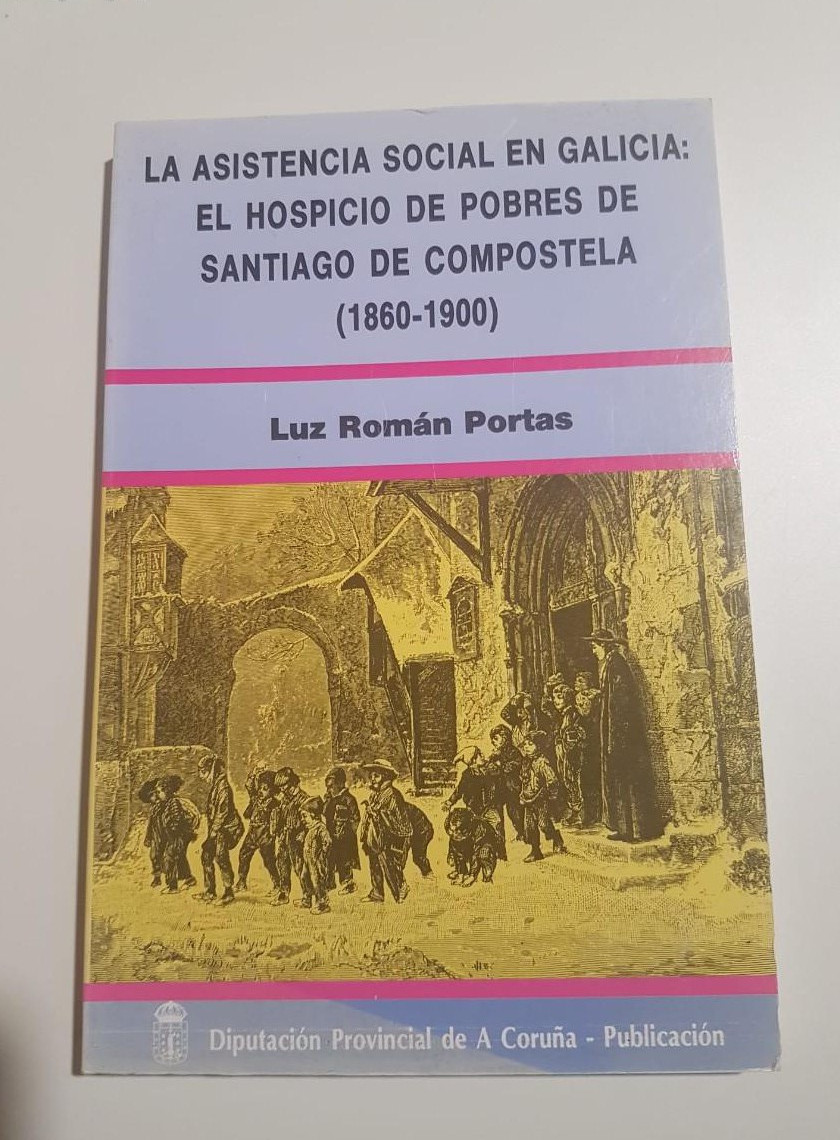 LA ASISTENCIA SOCIAL EN GALICIA:
EL HOSPICIO DE POBRES DE
SANTIAGO DE COMPOSTELA
(1860-1900)
Luz Román Portas
Diputación Provincial de A Coruña - Publicación